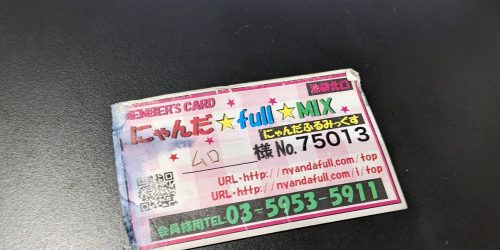 MEMBER'S CARD
池袋北口
にゃんだ☆full☆MIX
にゃんだふるみっくす
様 No.75013
URL・http://nyandafull.com/top
URL・http://nyandafull.com/i/top
会員様用TEL 03-5953-5911